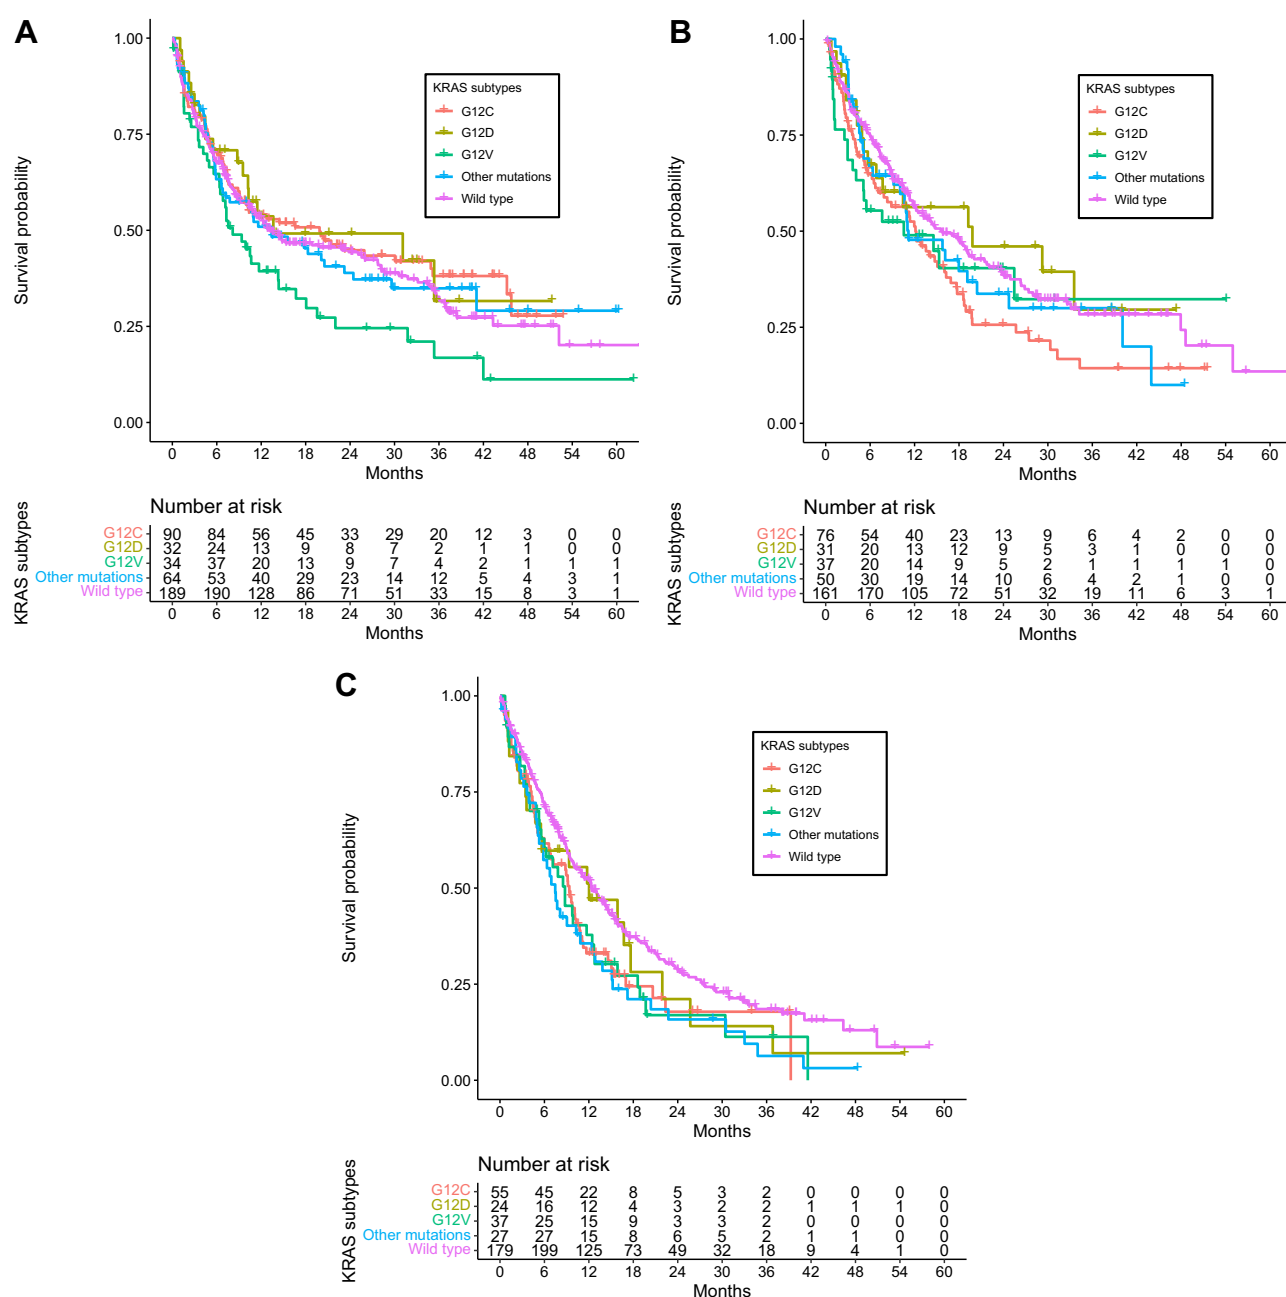 A
Survival probability
1.00
0.75
0.50
0.25
0.00
KRAS subtypes
G12C
G12D
G12V
Other mutations
Wild type
0 6 12 18 24 30 36 42 48 54 60
Months
Number at risk
KRAS subtypes
G12C 90 84 56 45 33 29 20 12 3 0 0
G12D 32 24 13 9 8 7 2 1 1 0 0
G12V 34 37 20 13 9 7 4 2 1 1 1
Other mutations 64 53 40 29 23 14 12 5 4 3 1
Wild type 189 190 128 86 71 51 33 15 8 3 1
0 6 12 18 24 30 36 42 48 54 60
Months
B
Survival probability
1.00
0.75
0.50
0.25
0.00
KRAS subtypes
G12C
G12D
G12V
Other mutations
Wild type
0 6 12 18 24 30 36 42 48 54 60
Months
Number at risk
KRAS subtypes
G12C 76 54 40 23 13 9 6 4 2 0 0
G12D 31 20 13 12 9 5 3 1 0 0 0
G12V 37 20 14 9 5 2 1 1 1 1 0
Other mutations 50 30 19 14 10 6 4 2 1 0 0
Wild type 161 170 105 72 51 32 19 11 6 3 1
0 6 12 18 24 30 36 42 48 54 60
Months
C
Survival probability
1.00
0.75
0.50
0.25
0.00
KRAS subtypes
G12C
G12D
G12V
Other mutations
Wild type
0 6 12 18 24 30 36 42 48 54 60
Months
Number at risk
KRAS subtypes
G12C 55 45 22 8 5 3 2 0 0 0 0
G12D 24 16 12 4 3 2 2 1 1 1 0
G12V 37 25 15 9 3 3 2 0 0 0 0
Other mutations 27 27 15 8 6 5 2 1 1 0 0
Wild type 179 199 125 73 49 32 18 9 4 1 0
0 6 12 18 24 30 36 42 48 54 60
Months